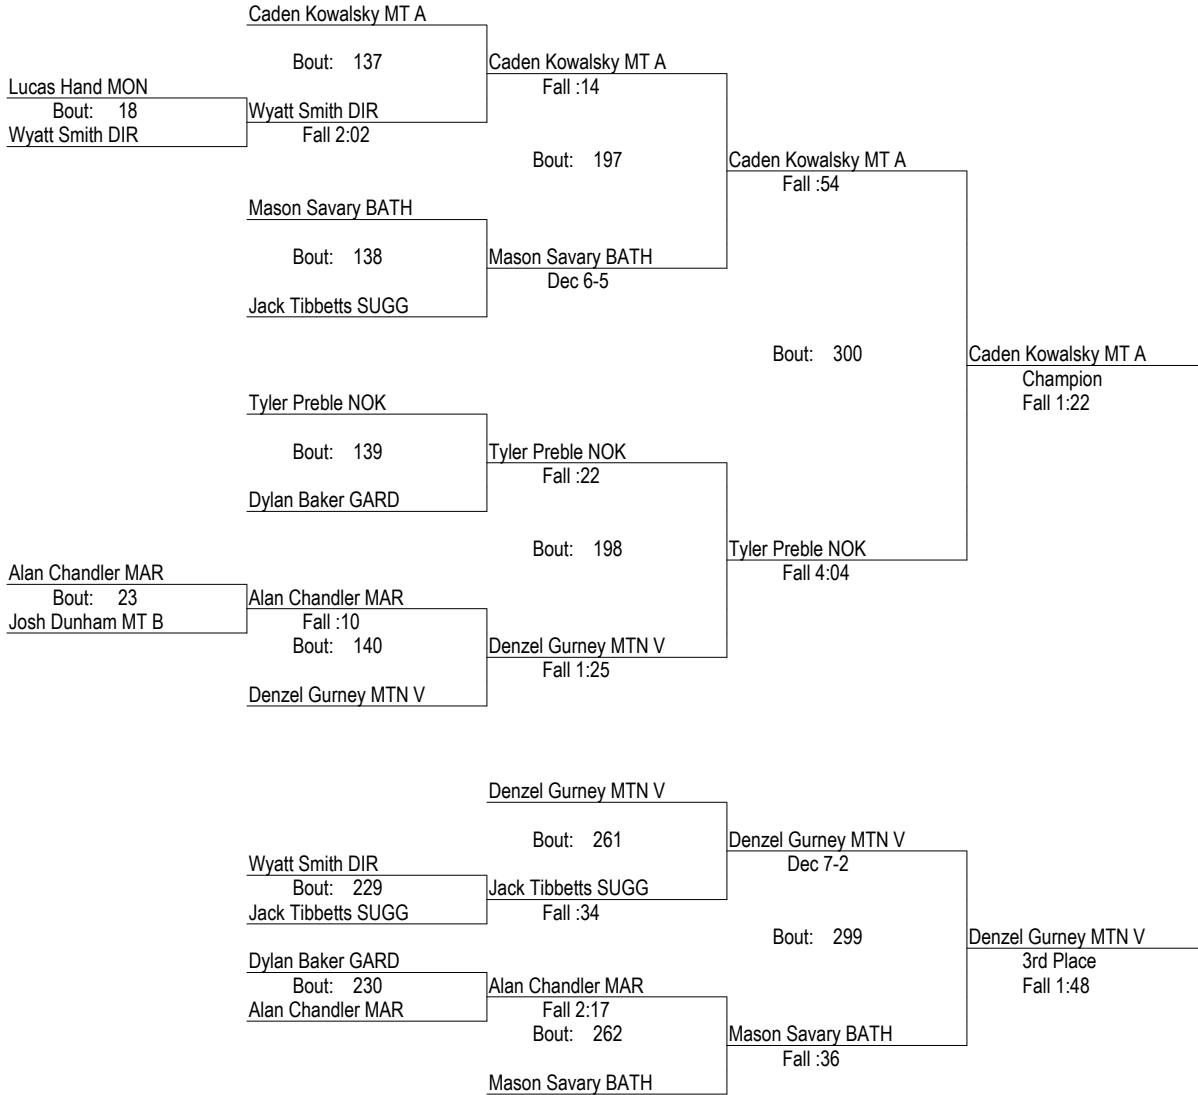 Caden Kowalsky MT A
Bout: 137
Caden Kowalsky MT A
Lucas Hand MON
Fall :14
Bout: 18
Wyatt Smith DIR
Wyatt Smith DIR
Fall 2:02
Bout: 197
Caden Kowalsky MT A
Fall :54
Mason Savary BATH
Bout: 138
Mason Savary BATH
Dec 6-5
Jack Tibbetts SUGG
Bout: 300
Caden Kowalsky MT A
Champion
Fall 1:22
Tyler Preble NOK
Bout: 139
Tyler Preble NOK
Fall :22
Dylan Baker GARD
Bout: 198
Tyler Preble NOK
Fall 4:04
Alan Chandler MAR
Bout: 23
Alan Chandler MAR
Josh Dunham MT B
Fall :10
Bout: 140
Denzel Gurney MTN V
Fall 1:25
Denzel Gurney MTN V
Denzel Gurney MTN V
Bout: 261
Denzel Gurney MTN V
Dec 7-2
Wyatt Smith DIR
Bout: 229
Jack Tibbetts SUGG
Jack Tibbetts SUGG
Fall :34
Bout: 299
Denzel Gurney MTN V
3rd Place
Fall 1:48
Dylan Baker GARD
Bout: 230
Alan Chandler MAR
Alan Chandler MAR
Fall 2:17
Bout: 262
Mason Savary BATH
Fall :36
Mason Savary BATH